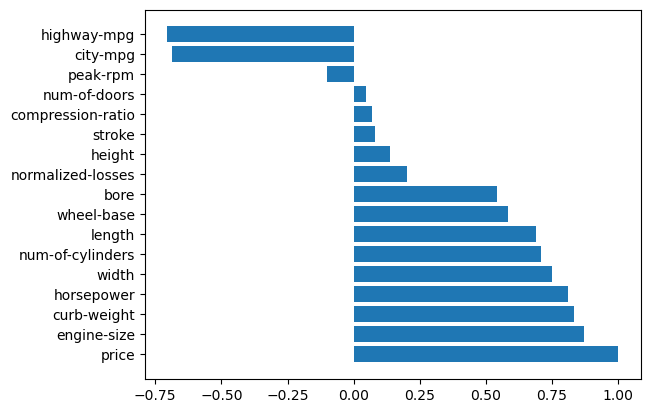 highway-mpg
city-mpg
peak-rpm
num-of-doors
compression-ratio
stroke
height
normalized-losses
bore
wheel-base
length
num-of-cylinders
width
horsepower
curb-weight
engine-size
price
−0.75 −0.50 −0.25 0.00 0.25 0.50 0.75 1.00